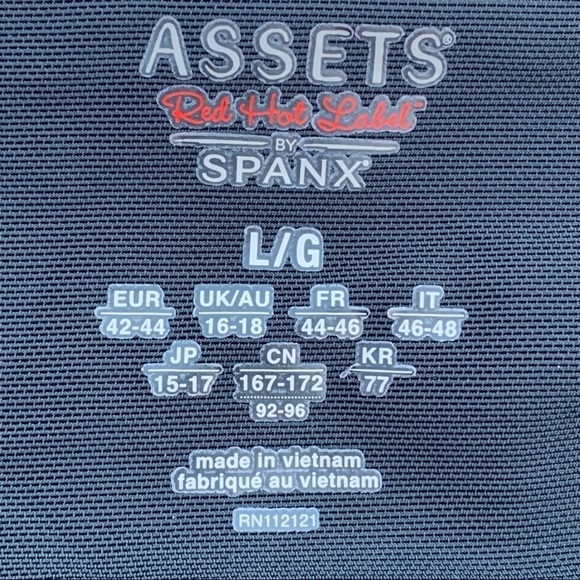 ASSETS®
Red Hot Label™
BY
SPANX®
L/G
EUR UK/AU FR IT
42-44 16-18 44-46 46-48
JP CN KR
15-17 167-172 77
92-96
made in vietnam
fabriqué au vietnam
RN112121